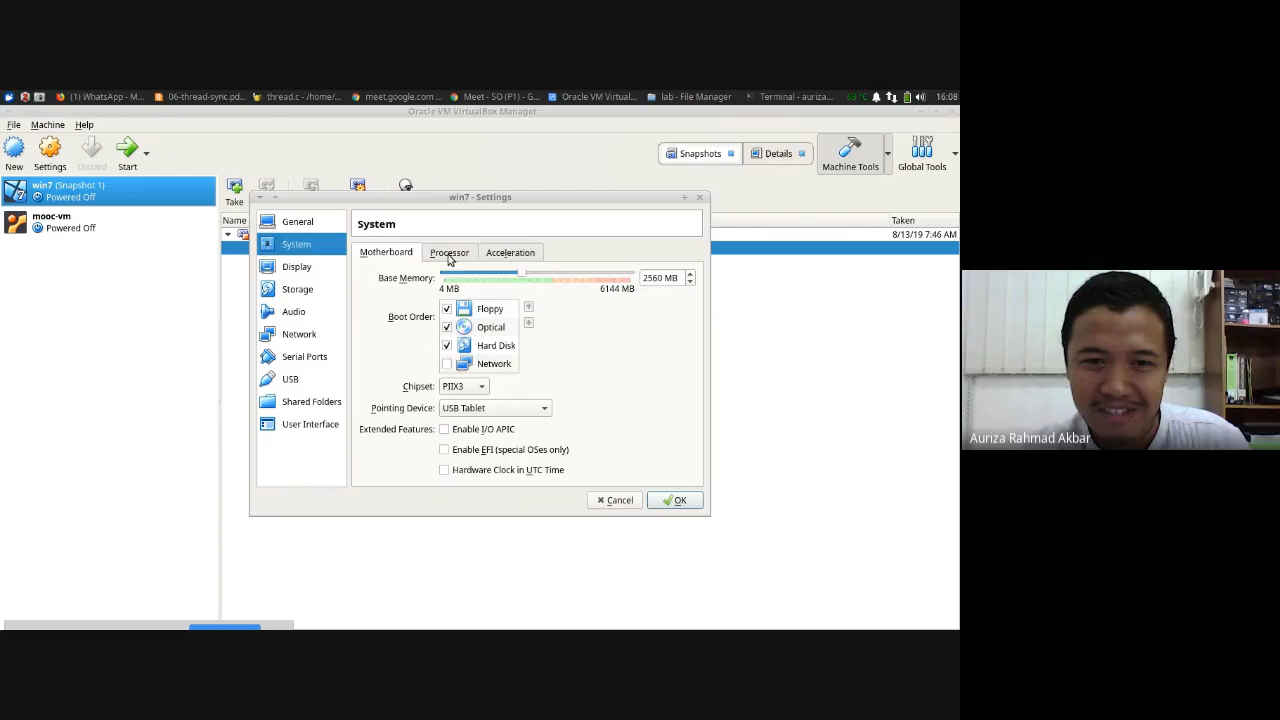 (1) WhatsApp - M...
06-thread-sync.pd...
thread.c - /home/...
meet.google.com ...
Meet - SO (P1) - G...
Oracle VM Virtual...
lab - File Manager
Terminal - auriza...
63°C
16:08
Oracle VM VirtualBox Manager
File Machine Help
New Settings Discard Start
Snapshots Details
Machine Tools Global Tools
win7 (Snapshot 1)
Powered Off
mooc-vm
Powered Off
Take
Name
Taken
8/13/19 7:46 AM
win7 - Settings
General
System
Display
Storage
Audio
Network
Serial Ports
USB
Shared Folders
User Interface
System
Motherboard Processor Acceleration
Base Memory: 2560 MB
4 MB 6144 MB
Boot Order: Floppy
Optical
Hard Disk
Network
Chipset: PIIX3
Pointing Device: USB Tablet
Extended Features: Enable I/O APIC
Enable EFI (special OSes only)
Hardware Clock in UTC Time
Cancel OK
Auriza Rahmad Akbar